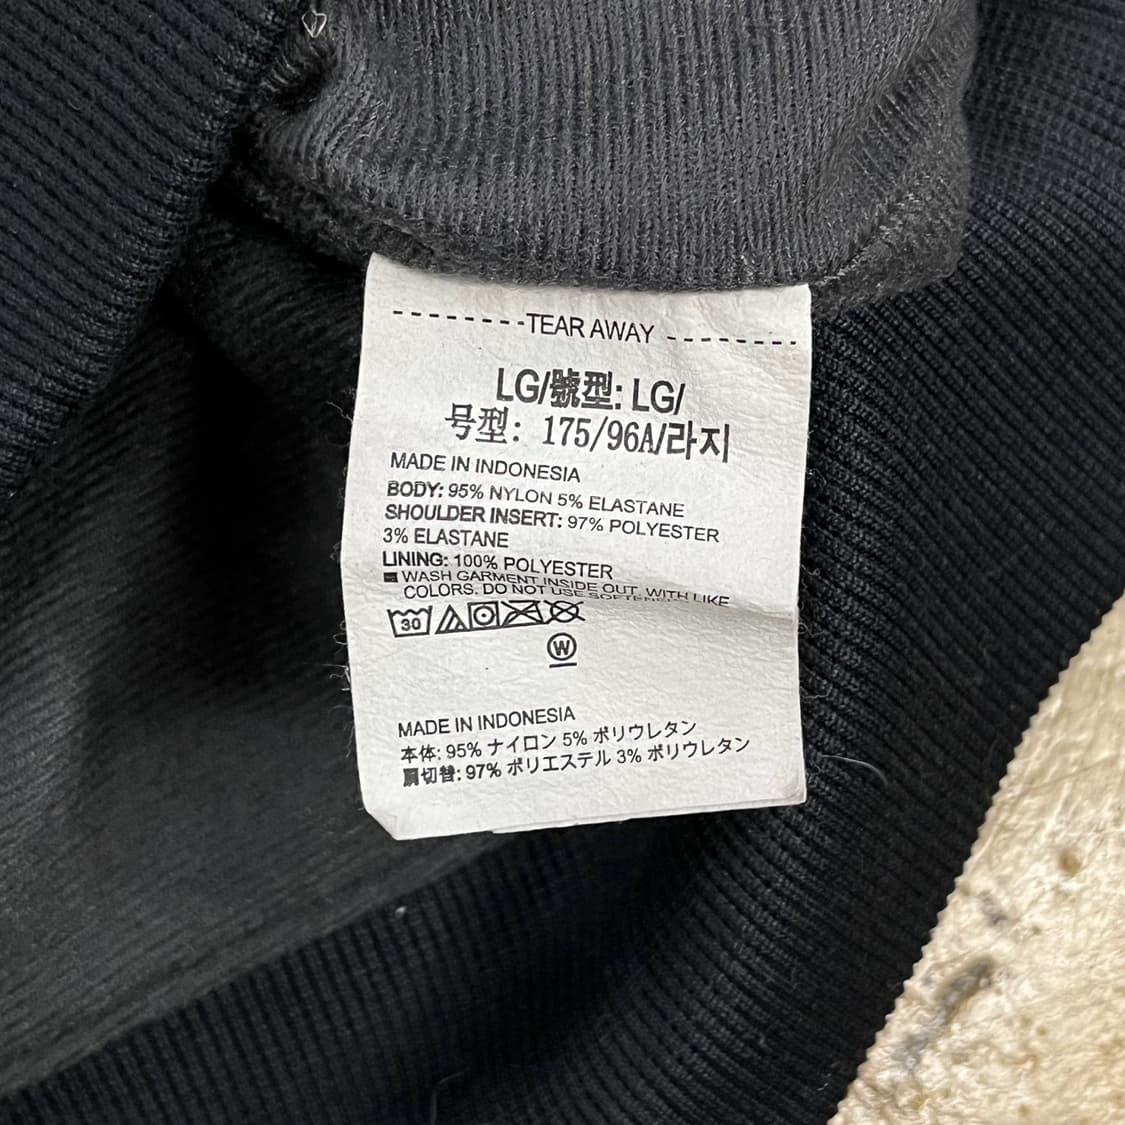 TEAR AWAY
LG/號型: LG/
号型: 175/96A/라지
MADE IN INDONESIA
BODY: 95% NYLON 5% ELASTANE
SHOULDER INSERT: 97% POLYESTER
3% ELASTANE
LINING: 100% POLYESTER
WASH GARMENT INSIDE OUT, WITH LIKE
COLORS. DO NOT USE SOFTENERS
30
W
MADE IN INDONESIA
本体: 95% ナイロン 5% ポリウレタン
肩切替: 97% ポリエステル 3% ポリウレタン